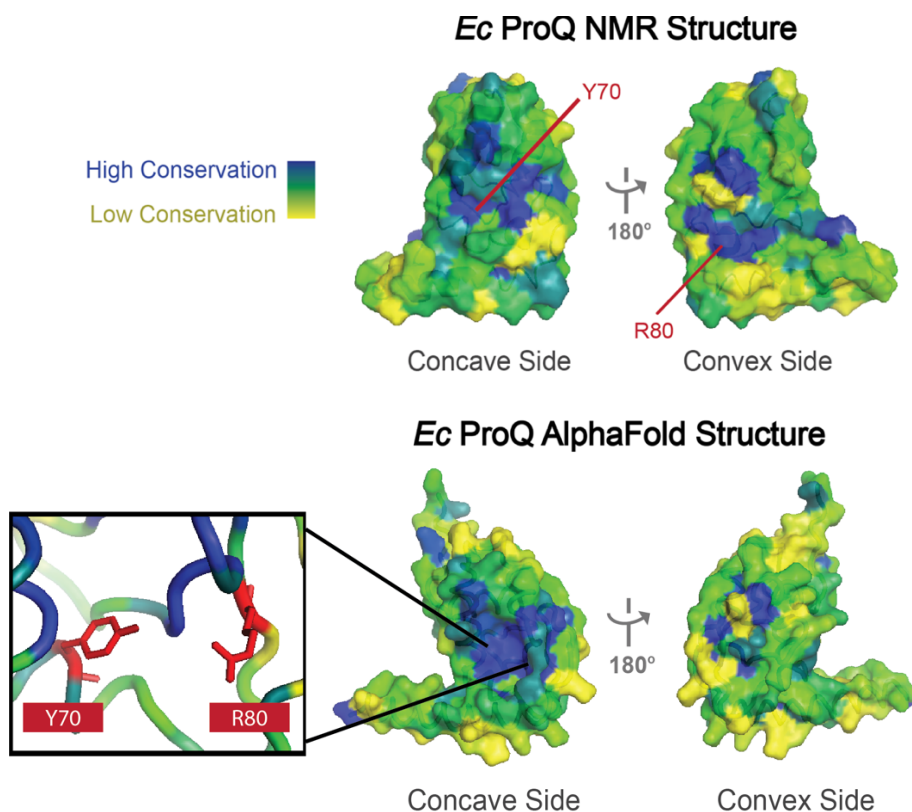 Ec ProQ NMR Structure
Y70
High Conservation
Low Conservation
180°
R80
Concave Side
Convex Side
Ec ProQ AlphaFold Structure
180°
Y70
R80
Concave Side
Convex Side